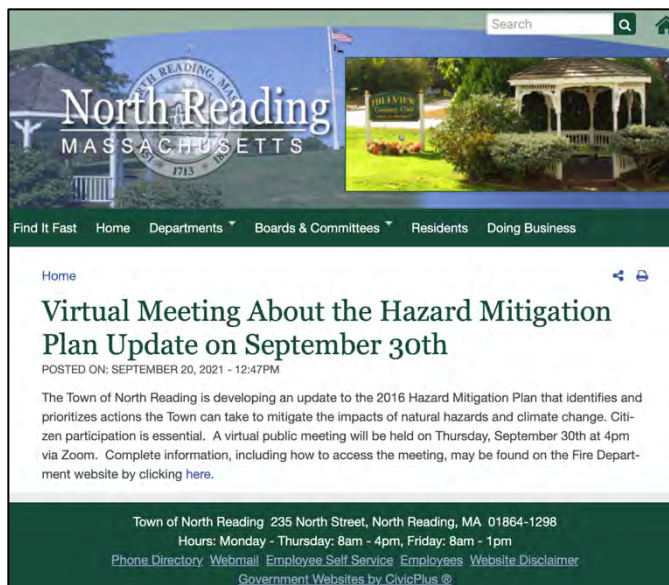 Search
NORTH READING, MASS
North Reading
MASSACHUSETTS
1713
HILLVIEW
Country Club
Find It Fast Home Departments Boards & Committees Residents Doing Business
Home
Virtual Meeting About the Hazard Mitigation
Plan Update on September 30th
POSTED ON: SEPTEMBER 20, 2021 - 12:47PM
The Town of North Reading is developing an update to the 2016 Hazard Mitigation Plan that identifies and
prioritizes actions the Town can take to mitigate the impacts of natural hazards and climate change. Citi-
zen participation is essential.  A virtual public meeting will be held on Thursday, September 30th at 4pm
via Zoom.  Complete information, including how to access the meeting, may be found on the Fire Depart-
ment website by clicking here.
Town of North Reading  235 North Street, North Reading, MA  01864-1298
Hours: Monday - Thursday: 8am - 4pm, Friday: 8am - 1pm
Phone Directory  Webmail  Employee Self Service  Employees  Website Disclaimer
Government Websites by CivicPlus ®